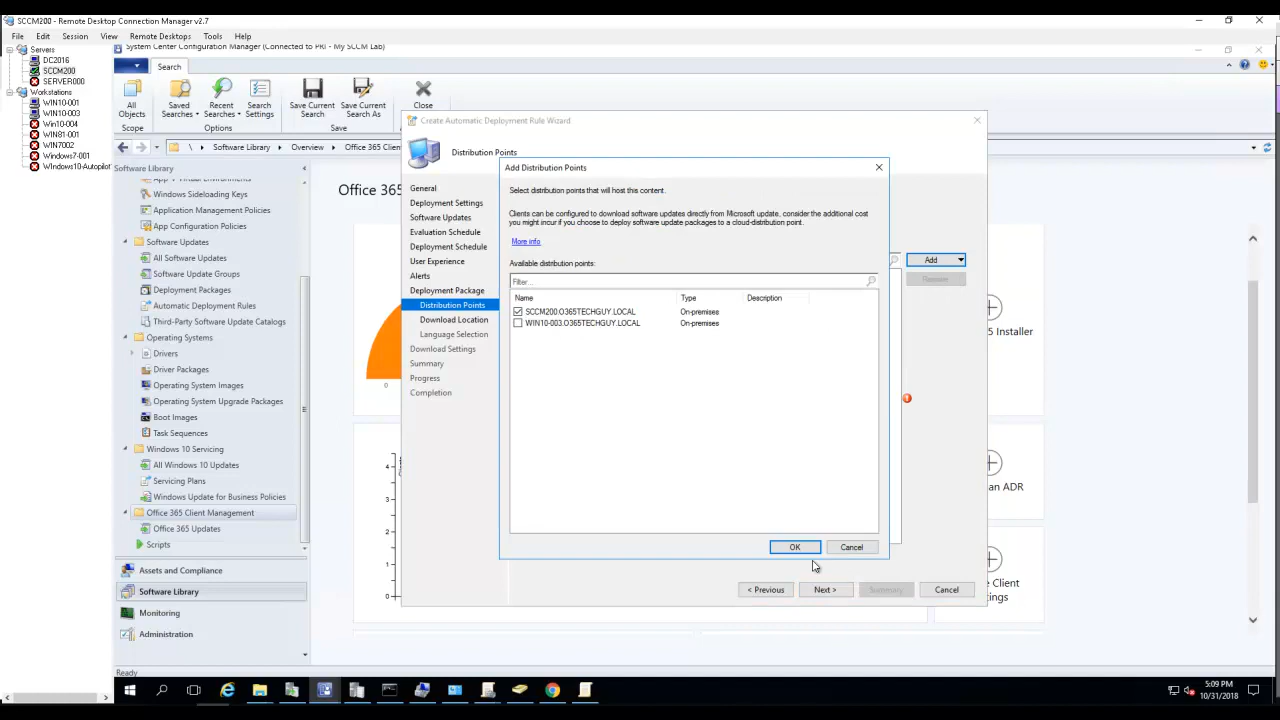 SCCM200 - Remote Desktop Connection Manager v2.7
File Edit Session View Remote Desktops Tools Help
Servers
DC2016
SCCM200
SERVER000
Workstations
WIN10-001
WIN10-003
Win10-004
WIN81-001
WIN7002
Windows7-001
Windows10-Autopilot
System Center Configuration Manager (Connected to PRI - My SCCM Lab)
Search
All Objects
Saved Searches
Recent Searches
Search Settings
Save Current Search
Save Current Search As
Close
Scope
Options
Save
\ Software Library Overview Office 365 Clien
Software Library
Windows Sideloading Keys
Application Management Policies
App Configuration Policies
Software Updates
All Software Updates
Software Update Groups
Deployment Packages
Automatic Deployment Rules
Third-Party Software Update Catalogs
Operating Systems
Drivers
Driver Packages
Operating System Images
Operating System Upgrade Packages
Boot Images
Task Sequences
Windows 10 Servicing
All Windows 10 Updates
Servicing Plans
Windows Update for Business Policies
Office 365 Client Management
Office 365 Updates
Scripts
Assets and Compliance
Software Library
Monitoring
Administration
Ready
Office 365
0
4
3
2
1
0
Create Automatic Deployment Rule Wizard
Distribution Points
General
Deployment Settings
Software Updates
Evaluation Schedule
Deployment Schedule
User Experience
Alerts
Deployment Package
Distribution Points
Download Location
Language Selection
Download Settings
Summary
Progress
Completion
Add Distribution Points
Select distribution points that will host this content.
Clients can be configured to download software updates directly from Microsoft update, consider the additional cost
you might incur if you choose to deploy software update packages to a cloud-distribution point.
More info
Available distribution points:
Filter...
Name Type Description
SCCM200.O365TECHGUY.LOCAL On-premises
WIN10-003.O365TECHGUY.LOCAL On-premises
OK Cancel
Add
Remove
< Previous Next > Summary Cancel
5 Installer
an ADR
e Client
ings
5:09 PM
10/31/2018